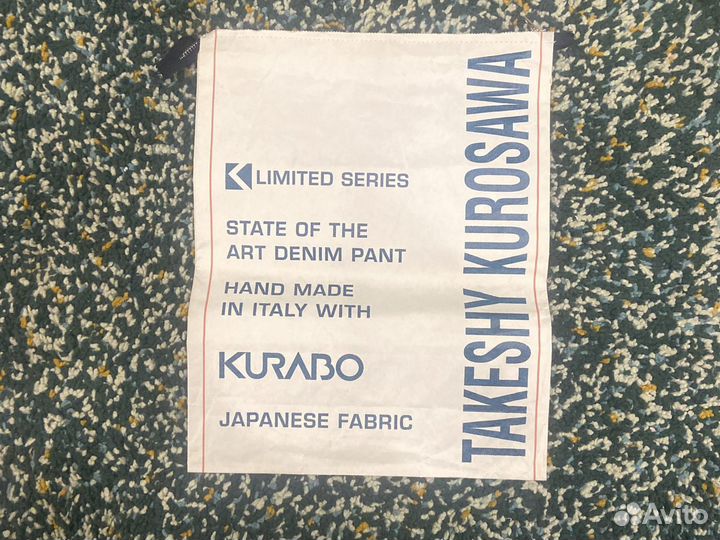 LIMITED SERIES
STATE OF THE
ART DENIM PANT
HAND MADE
IN ITALY WITH
KURABO
JAPANESE FABRIC
TAKESHY KUROSAWA
Avito